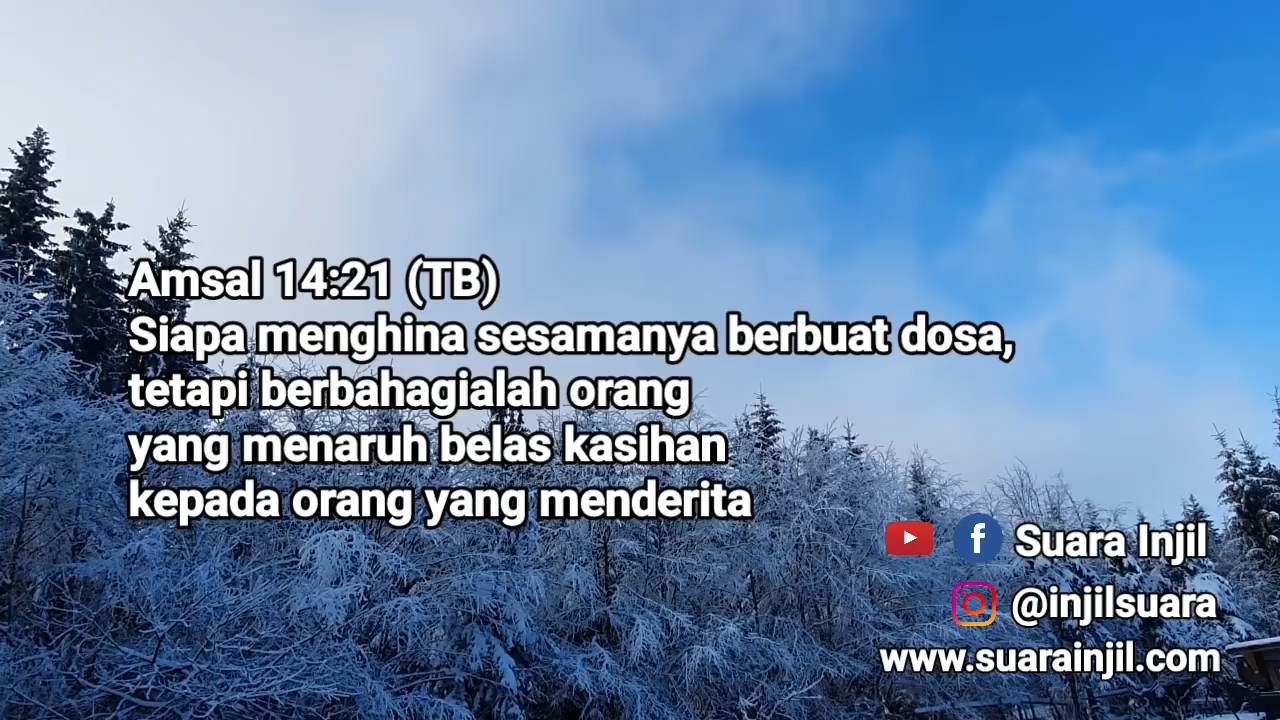 Amsal 14:21 (TB)
Siapa menghina sesamanya berbuat dosa,
tetapi berbahagialah orang
yang menaruh belas kasihan
kepada orang yang menderita
Suara Injil
@injilsuara
www.suarainjil.com